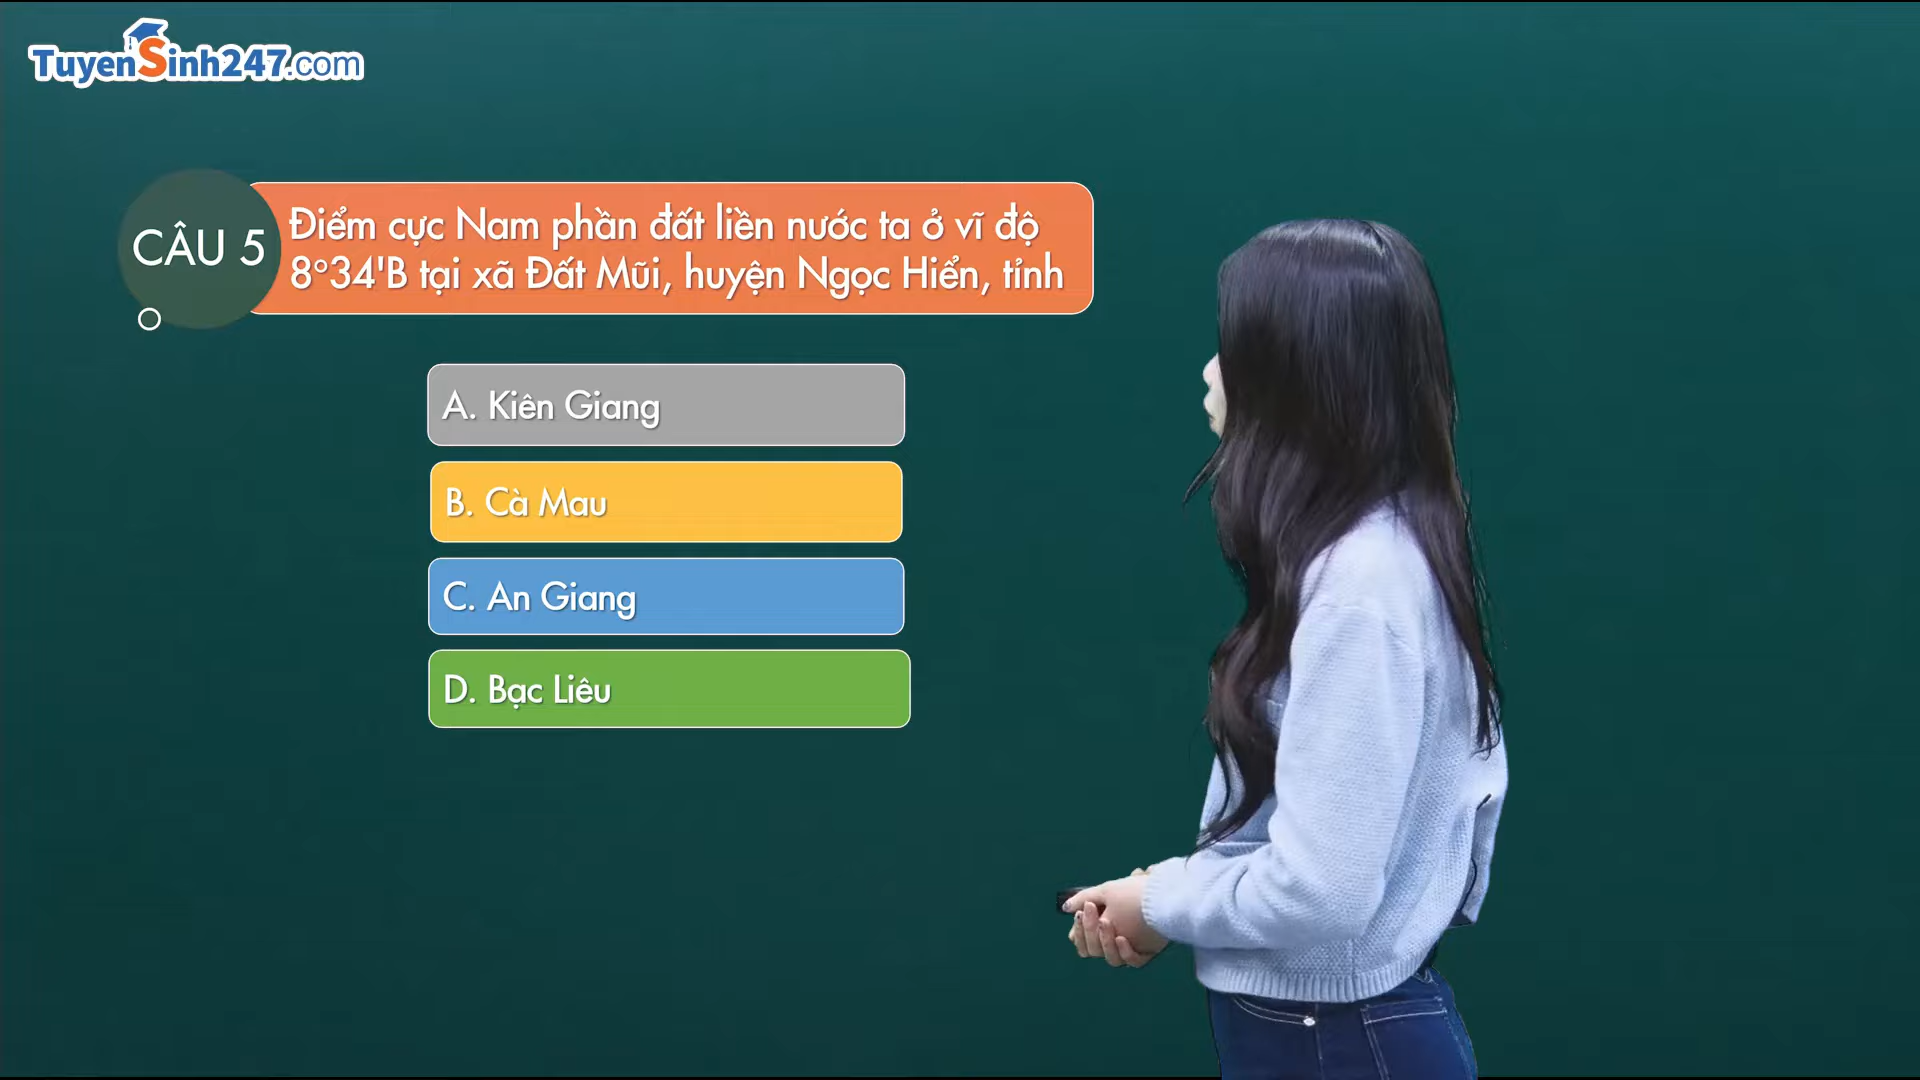 TuyenSinh247.com
CÂU 5
Điểm cực Nam phần đất liền nước ta ở vĩ độ
8°34'B tại xã Đất Mũi, huyện Ngọc Hiển, tỉnh
A. Kiên Giang
B. Cà Mau
C. An Giang
D. Bạc Liêu